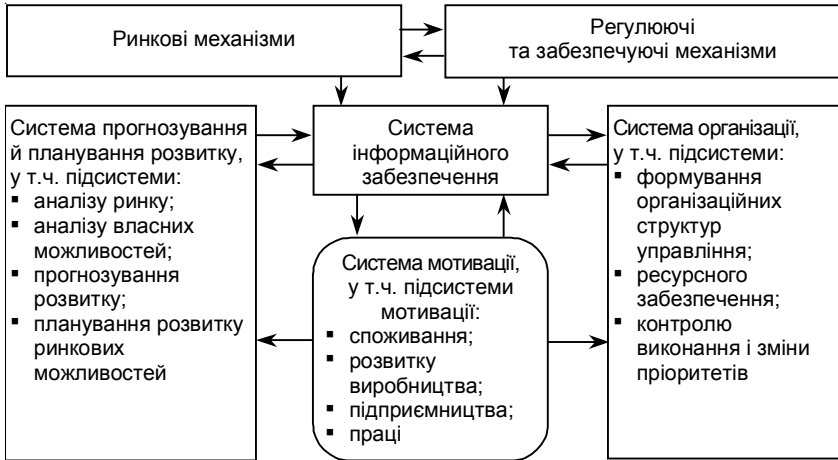 Ринкові механізми
Регулюючі
та забезпечуючі механізми
Система прогнозування
й планування розвитку,
у т.ч. підсистеми:
▪ аналізу ринку;
▪ аналізу власних
можливостей;
▪ прогнозування
розвитку;
▪ планування розвитку
ринкових
можливостей
Система
інформаційного
забезпечення
Система мотивації,
у т.ч. підсистеми
мотивації:
▪ споживання;
▪ розвитку
виробництва;
▪ підприємництва;
▪ праці
Система організації,
у т.ч. підсистеми:
▪ формування
організаційних
структур
управління;
▪ ресурсного
забезпечення;
▪ контролю
виконання і зміни
пріоритетів